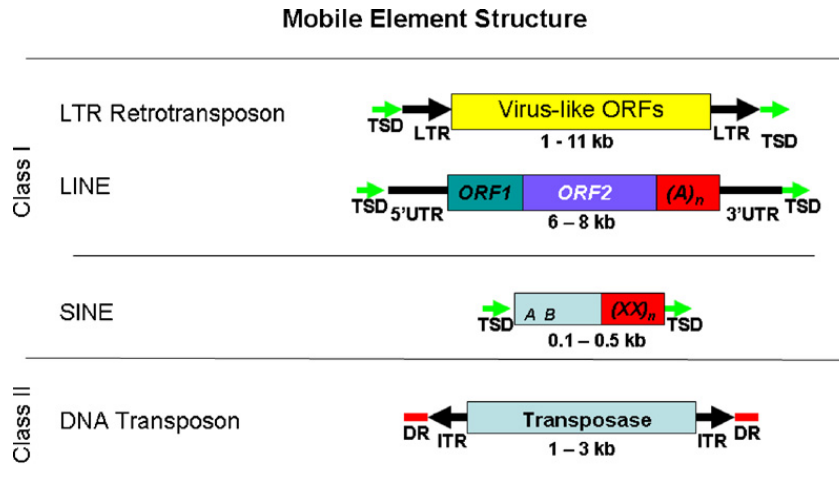 Mobile Element Structure
Class I
LTR Retrotransposon
Virus-like ORFs
TSD
LTR
LTR
TSD
1 - 11 kb
LINE
ORF1
ORF2
(A)n
TSD
5'UTR
3'UTR
TSD
6 – 8 kb
SINE
A B
(XX)n
TSD
TSD
0.1 – 0.5 kb
Class II
DNA Transposon
Transposase
DR
ITR
ITR
DR
1 – 3 kb